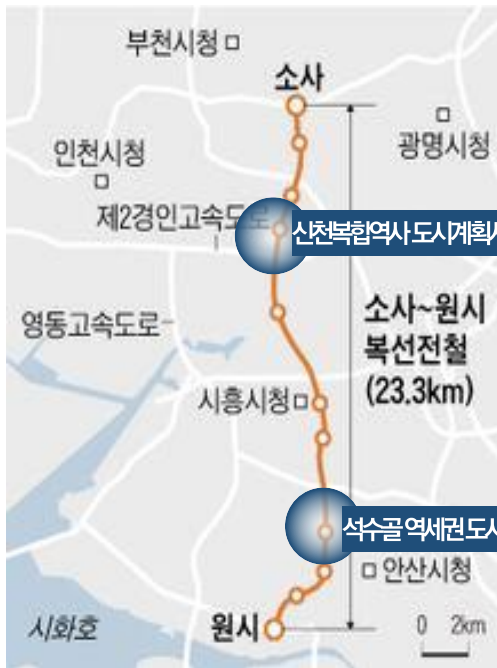 부천시청
소사
광명시청
인천시청
제2경인고속도로
신천복합역사 도시계획시
영동고속도로
소사~원시
복선전철
(23.3km)
시흥시청
석수골 역세권 도시
안산시청
시화호
원시
0 2km